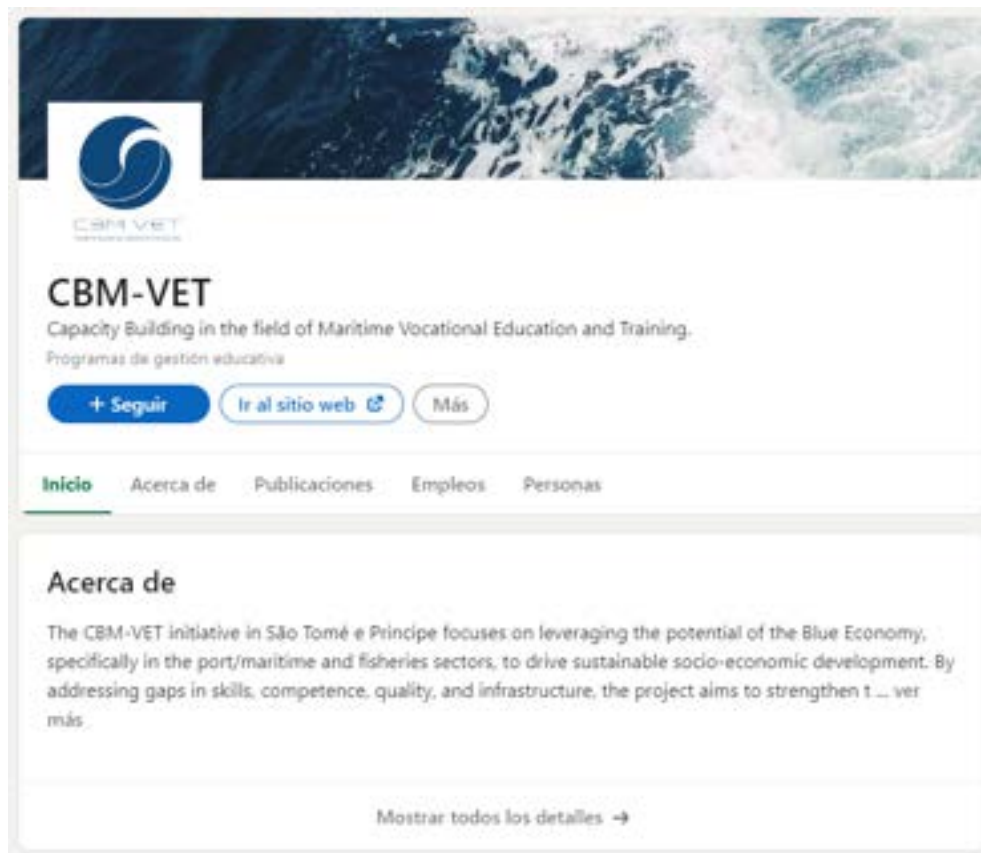 CBM VET
CBM-VET
Capacity Building in the field of Maritime Vocational Education and Training.
Programas de gestión educativa
+ Seguir
Ir al sitio web
Más
Inicio
Acerca de
Publicaciones
Empleos
Personas
Acerca de
The CBM-VET initiative in São Tomé e Principe focuses on leveraging the potential of the Blue Economy,
specifically in the port/maritime and fisheries sectors, to drive sustainable socio-economic development. By
addressing gaps in skills, competence, quality, and infrastructure, the project aims to strengthen t ... ver
más
Mostrar todos los detalles →